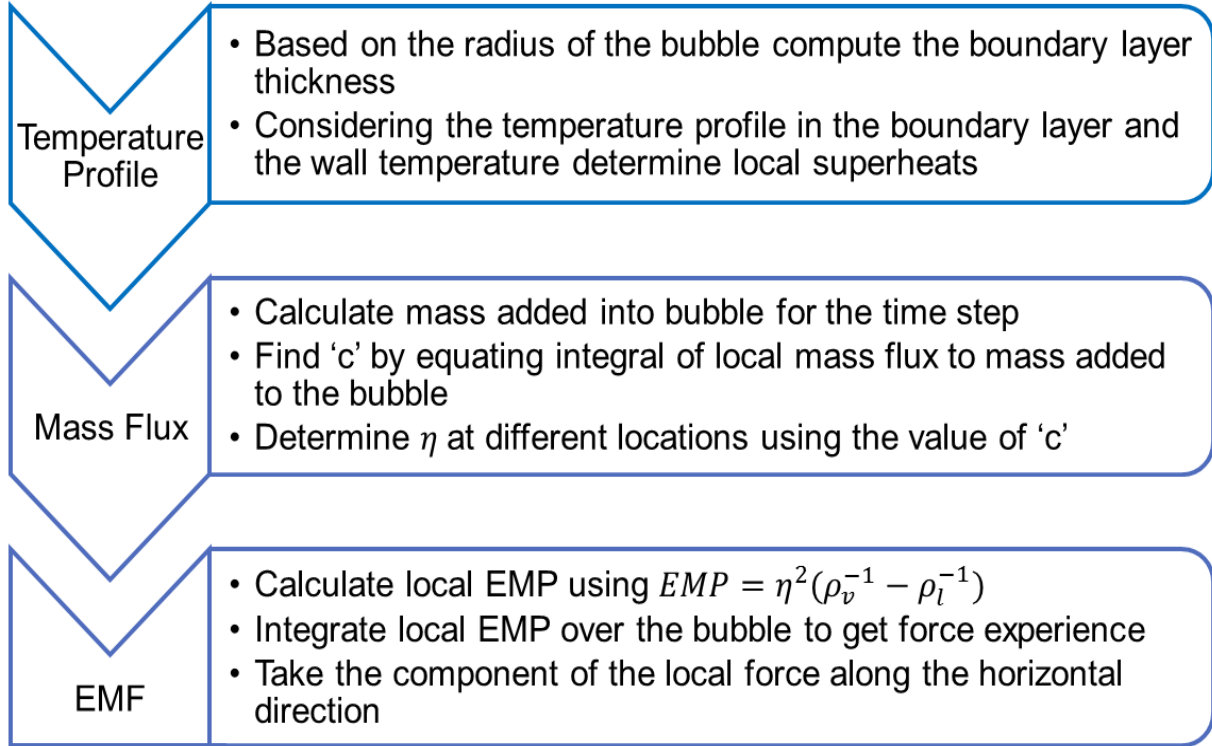 Temperature
Profile
• Based on the radius of the bubble compute the boundary layer
thickness
• Considering the temperature profile in the boundary layer and
the wall temperature determine local superheats
Mass Flux
• Calculate mass added into bubble for the time step
• Find ‘c’ by equating integral of local mass flux to mass added
to the bubble
• Determine η at different locations using the value of ‘c’
EMF
• Calculate local EMP using EMP = η²(ρᵥ⁻¹ − ρₗ⁻¹)
• Integrate local EMP over the bubble to get force experience
• Take the component of the local force along the horizontal
direction